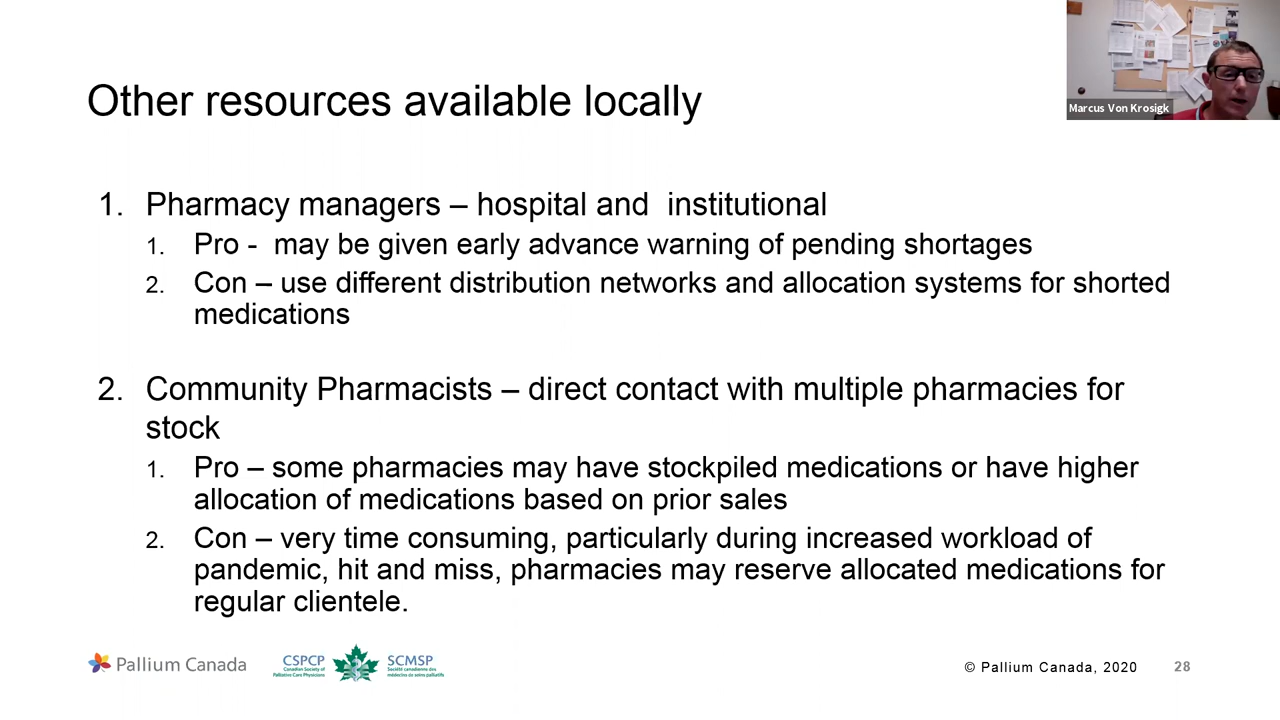 Marcus Von Krosigk
Other resources available locally
1. Pharmacy managers – hospital and  institutional
1. Pro -  may be given early advance warning of pending shortages
2. Con – use different distribution networks and allocation systems for shorted
medications
2. Community Pharmacists – direct contact with multiple pharmacies for
stock
1. Pro – some pharmacies may have stockpiled medications or have higher
allocation of medications based on prior sales
2. Con – very time consuming, particularly during increased workload of
pandemic, hit and miss, pharmacies may reserve allocated medications for
regular clientele.
Pallium Canada
CSPCP
Canadian Society of
Palliative Care Physicians
SCMSP
Société canadienne des
médecins de soins palliatifs
© Pallium Canada, 2020
28